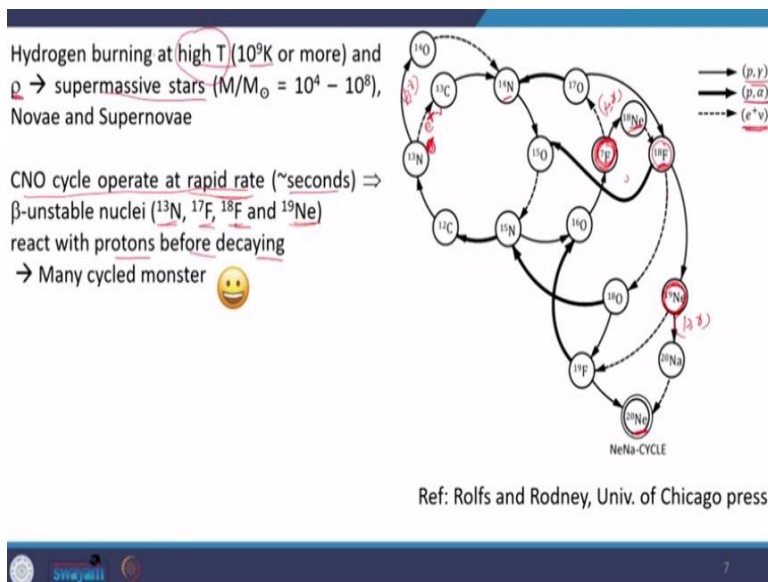 Hydrogen burning at high T (10⁹K or more) and
ρ → supermassive stars (M/M⊙ = 10⁴ – 10⁸),
Novae and Supernovae
CNO cycle operate at rapid rate (~seconds) ⇒
β-unstable nuclei (¹³N, ¹⁷F, ¹⁸F and ¹⁹Ne)
react with protons before decaying
→ Many cycled monster
¹⁴O
¹³C
¹⁴N
¹⁷O
¹⁸Ne
(p,γ)
(p,α)
(e⁺ν)
¹³N
¹⁵O
⁷F
¹⁸F
¹²C
¹⁵N
¹⁶O
¹⁸O
¹⁹Ne
(p,γ)
¹⁹F
²⁰Na
²⁰Ne
NeNa-CYCLE
Ref: Rolfs and Rodney, Univ. of Chicago press
swayam
7